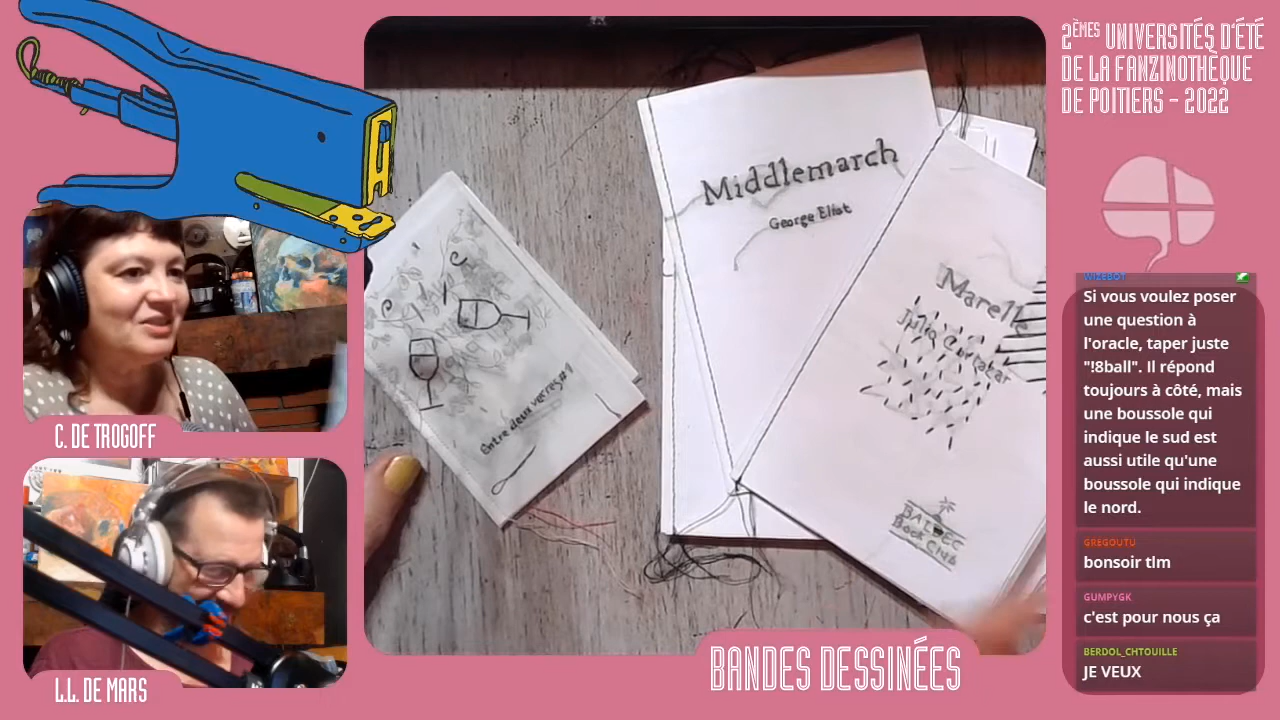 2ÈMES UNIVERSITÉS D'ÉTÉ
DE LA FANZINOTHÈQUE
DE POITIERS - 2022
Middlemarch
George Eliot
Marelle
Julio Cortazar
Entre deux verres #1
BALBEC
Book Club
C. DE TROGOFF
L.L. DE MARS
BANDES DESSINÉES
WIZEBOT
Si vous voulez poser
une question à
l'oracle, taper juste
"!8ball". Il répond
toujours à côté, mais
une boussole qui
indique le sud est
aussi utile qu'une
boussole qui indique
le nord.
GREGOUTU
bonsoir tlm
GUMPYGK
c'est pour nous ça
BERDOL_CHTOUILLE
JE VEUX